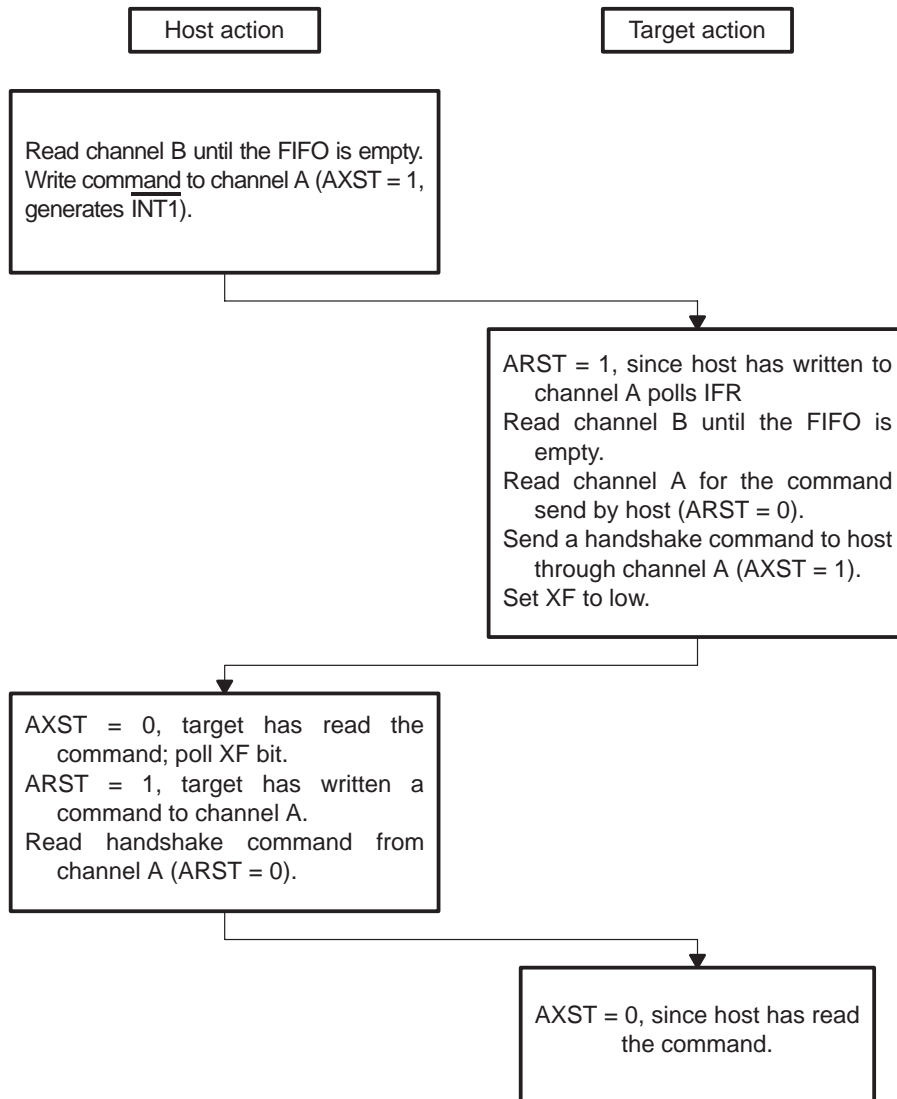 Host action
Target action
Read channel B until the FIFO is empty.
Write command to channel A (AXST = 1,
generates INT1).
ARST = 1, since host has written to
channel A polls IFR
Read channel B until the FIFO is
empty.
Read channel A for the command
send by host (ARST = 0).
Send a handshake command to host
through channel A (AXST = 1).
Set XF to low.
AXST = 0, target has read the
command; poll XF bit.
ARST = 1, target has written a
command to channel A.
Read handshake command from
channel A (ARST = 0).
AXST = 0, since host has read
the command.